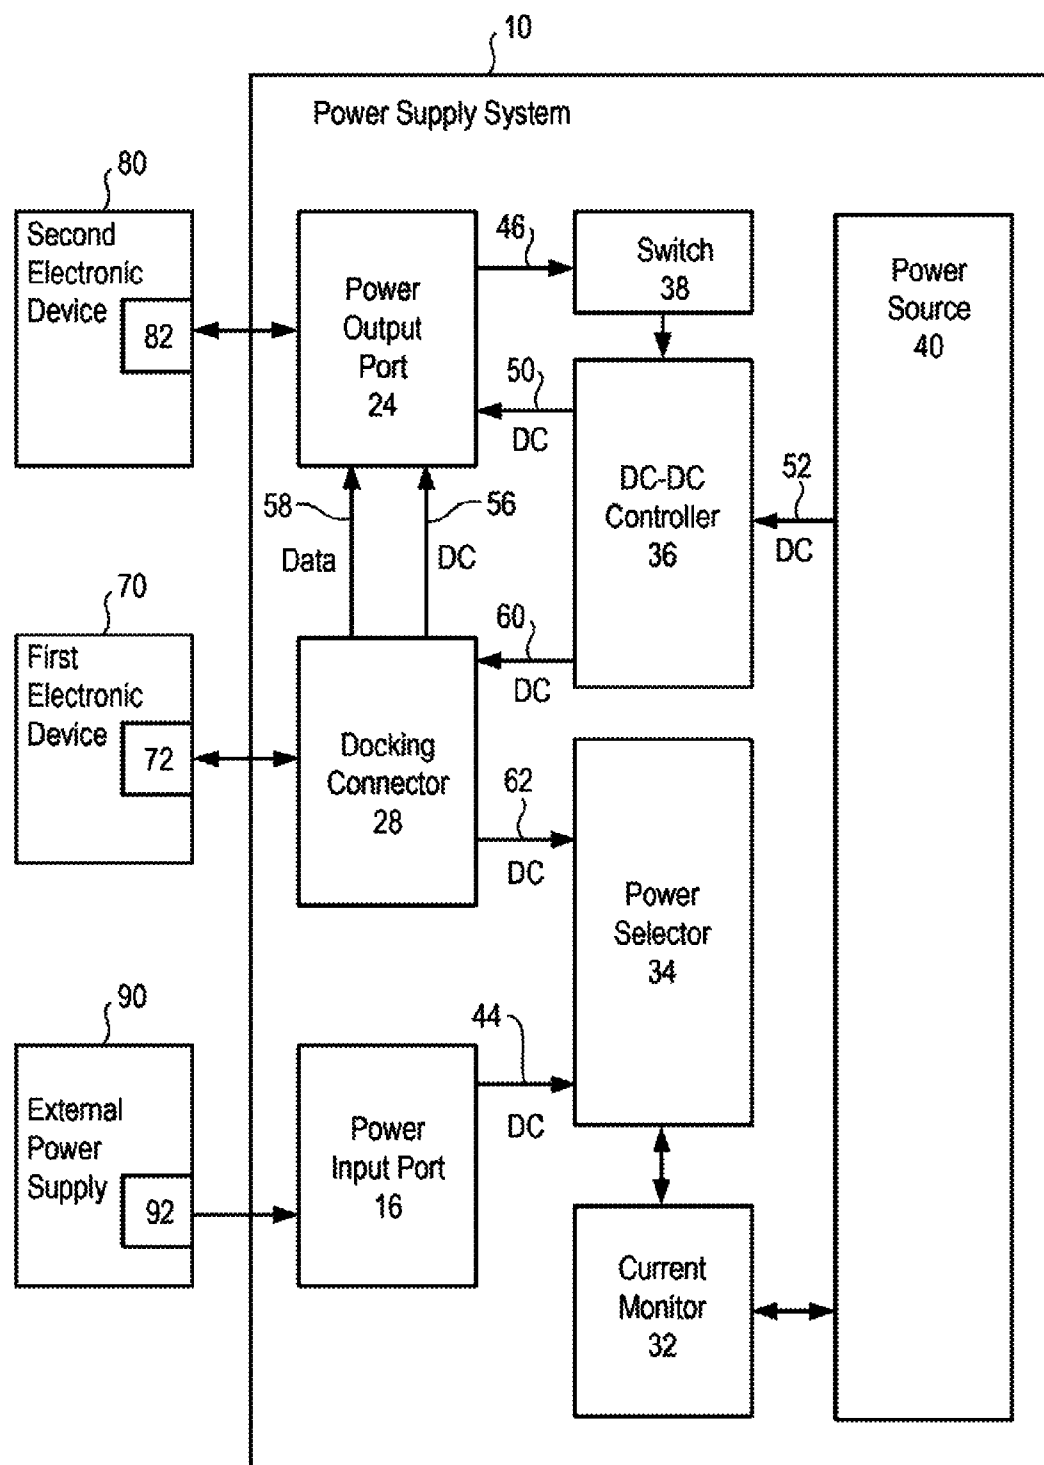 10
Power Supply System
80
Second
Electronic
Device
82
Power
Output
Port
24
46
Switch
38
Power
Source
40
50
DC
DC-DC
Controller
36
52
DC
58
Data
56
DC
70
First
Electronic
Device
72
60
DC
Docking
Connector
28
62
DC
Power
Selector
34
90
External
Power
Supply
92
44
DC
Power
Input Port
16
Current
Monitor
32